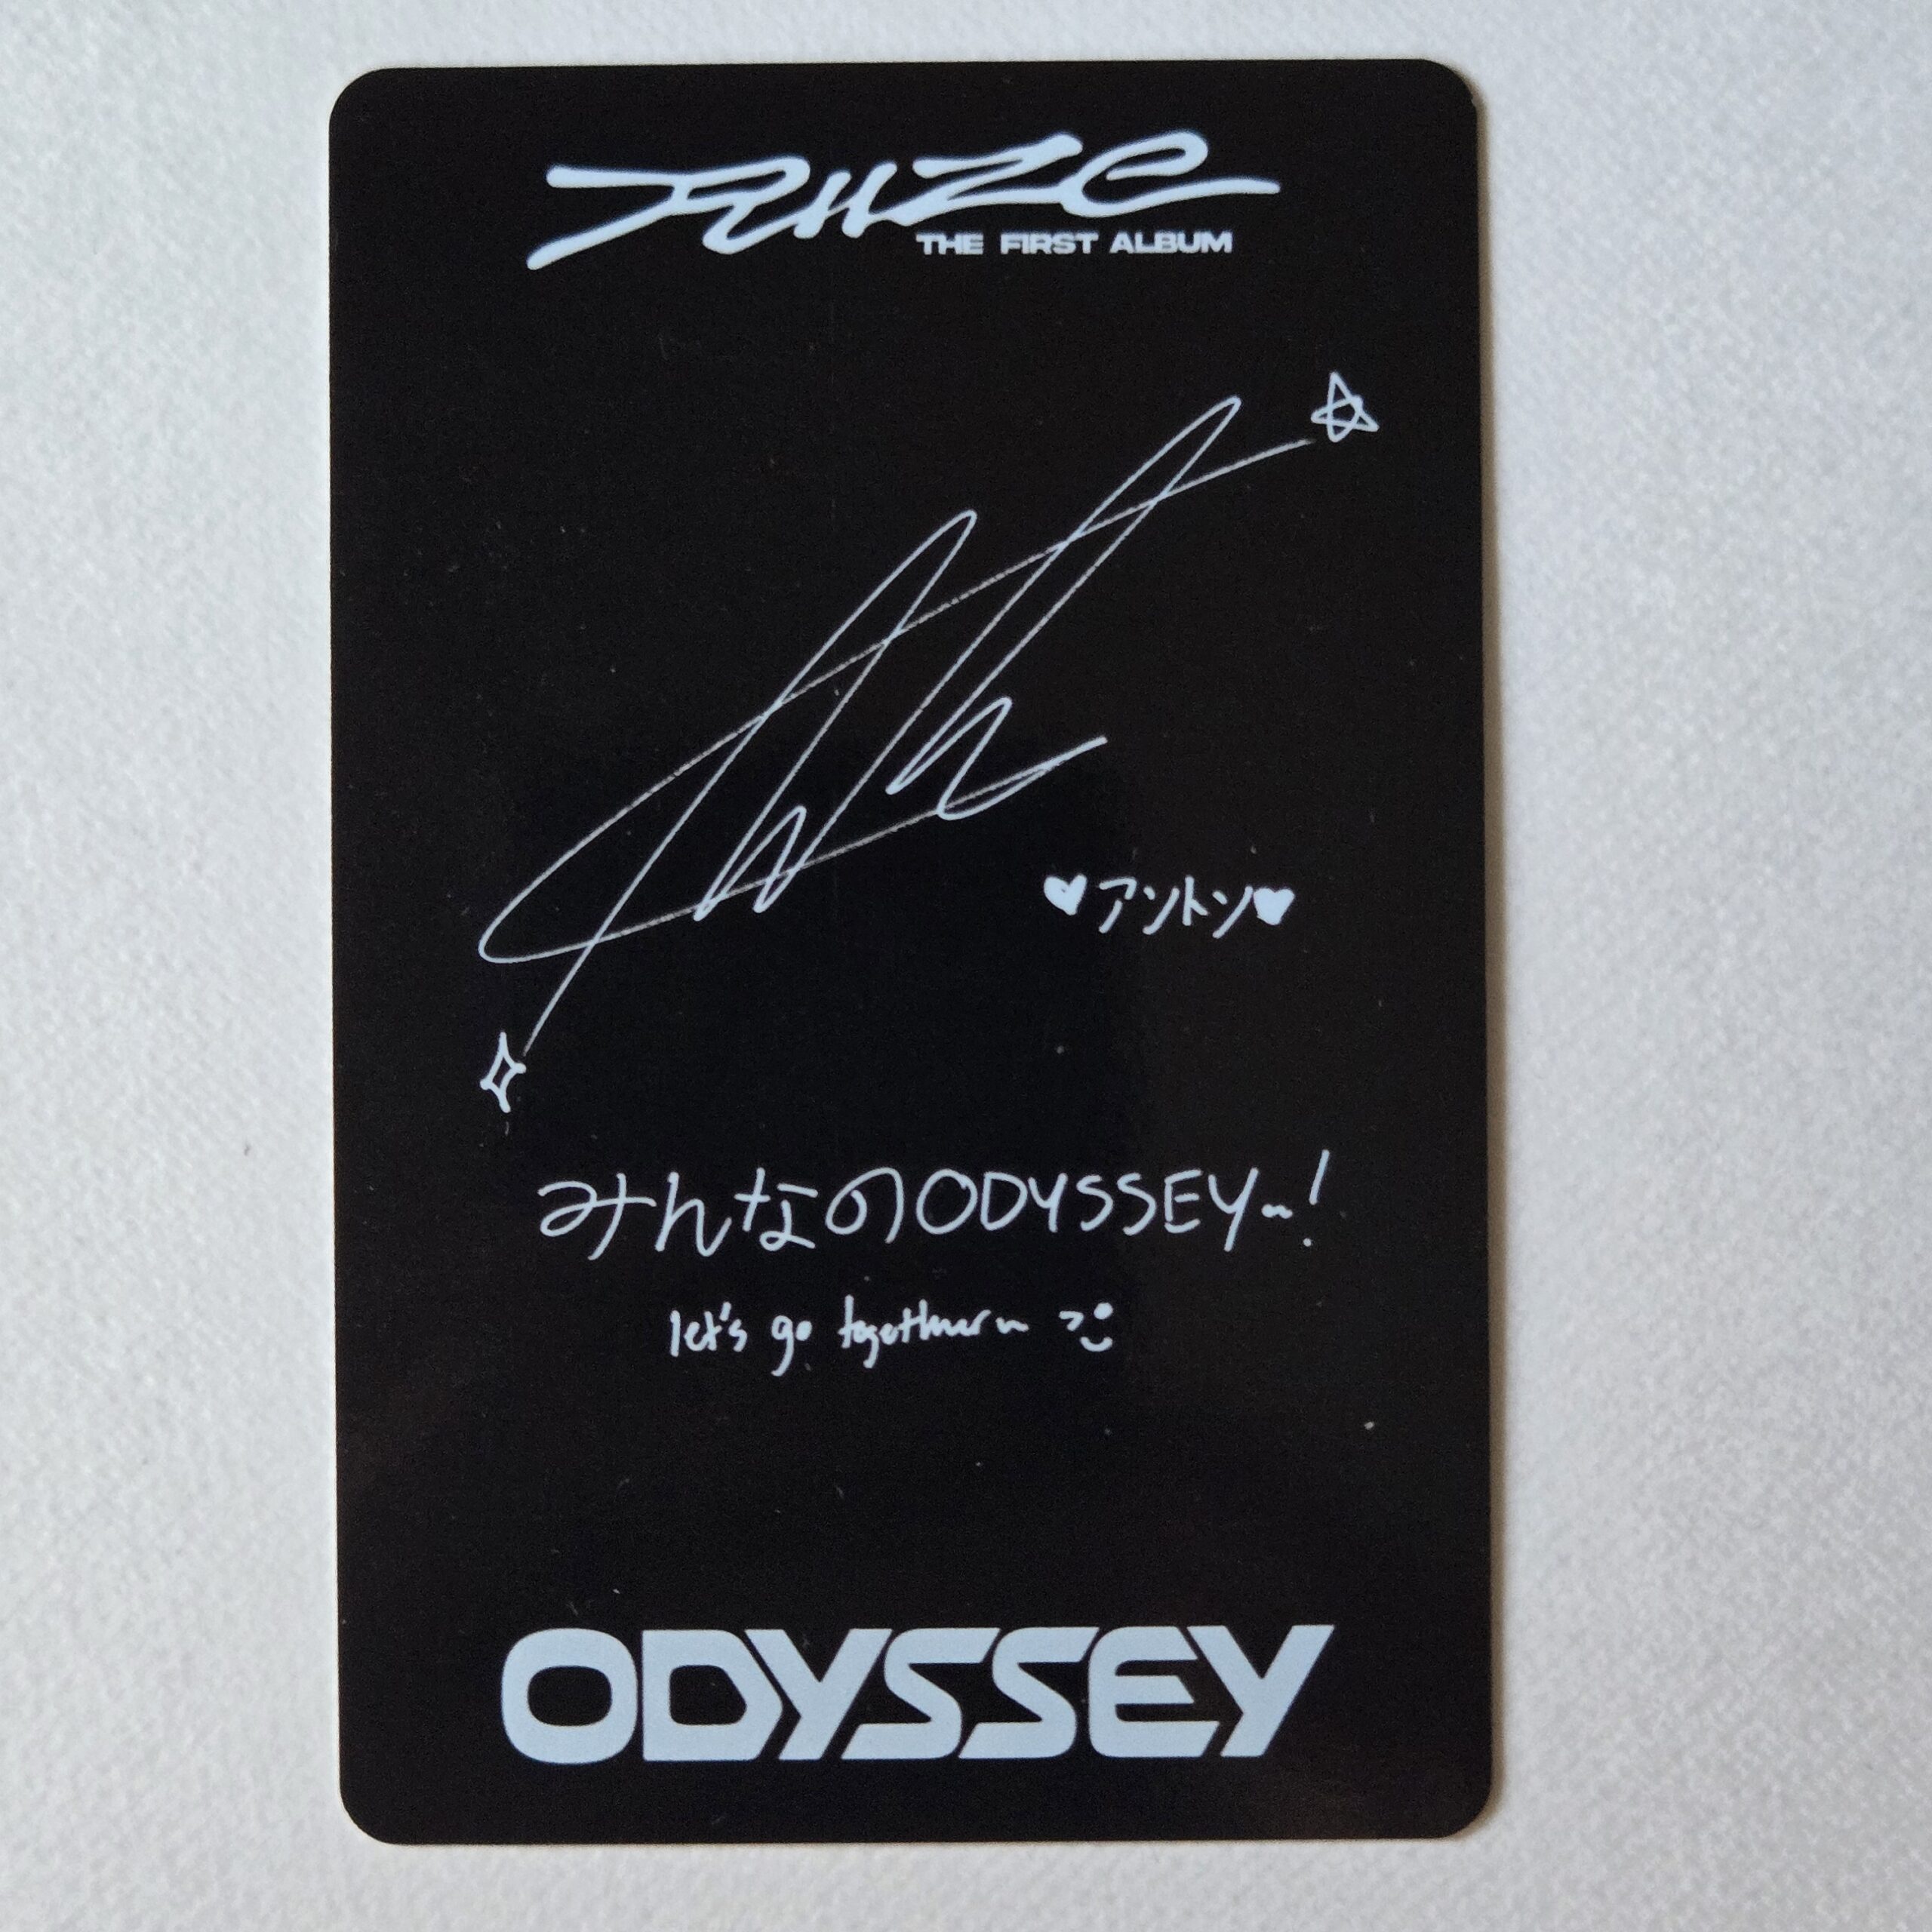 RIIZE
THE FIRST ALBUM
♥アントン♥
みんなのODYSSEY~!
let's go together~
ODYSSEY